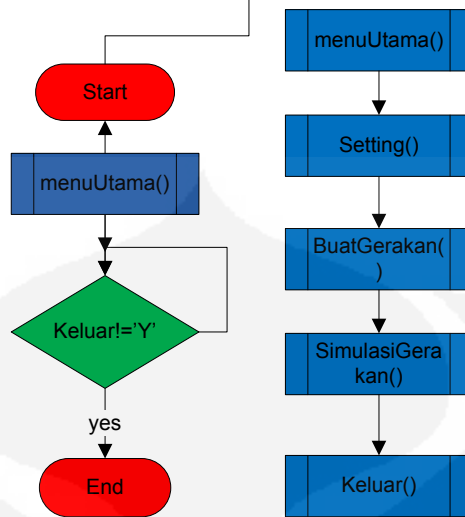 Start
menuUtama()
Keluar!='Y'
yes
End
menuUtama()
Setting()
BuatGerakan(
)
SimulasiGera
kan()
Keluar()